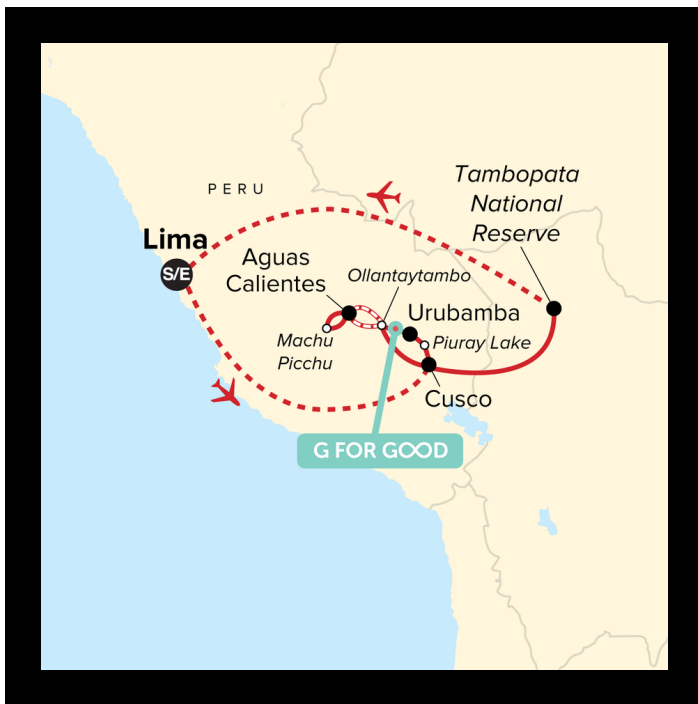 PERU
Tambopata
National
Reserve
Lima
S/E
Aguas
Calientes
Ollantaytambo
Urubamba
Machu
Picchu
Piuray Lake
Cusco
G FOR GOOD